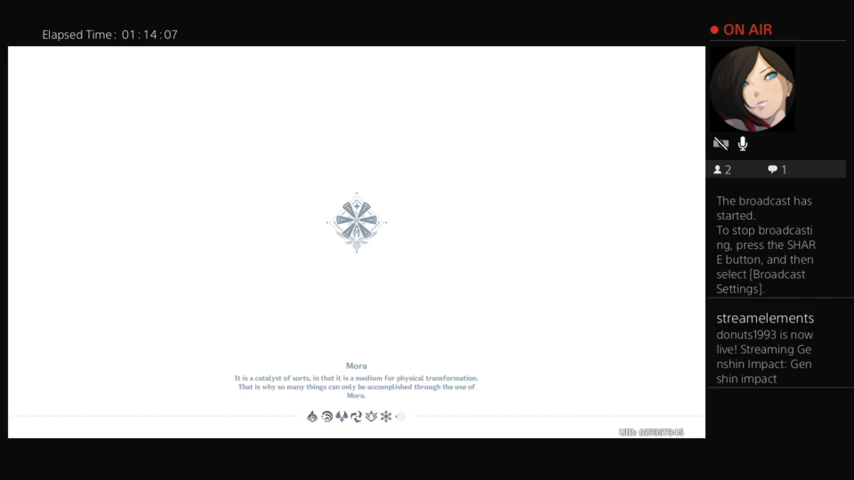 Elapsed Time: 01:14:07
ON AIR
2
1
The broadcast has
started.
To stop broadcasti
ng, press the SHAR
E button, and then
select [Broadcast
Settings].
streamelements
donuts1993 is now
live! Streaming Ge
nshin Impact: Gen
shin impact
Mora
It is a catalyst of sorts, in that it is a medium for physical transformation.
That is why so many things can only be accomplished through the use of
Mora.
UID: